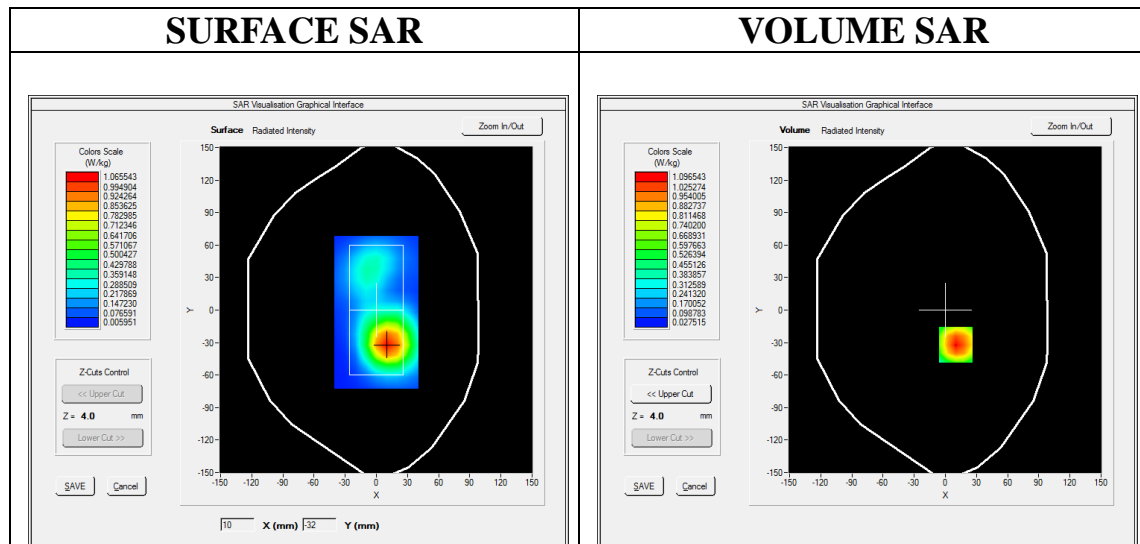 SURFACE SAR
VOLUME SAR
SAR Visualisation Graphical Interface
Surface Radiated Intensity
Zoom In/Out
Colors Scale
(W/kg)
1.065543
0.994904
0.924264
0.853625
0.782985
0.712346
0.641706
0.571067
0.500427
0.429788
0.359148
0.288509
0.217869
0.147230
0.076591
0.005951
Z-Cuts Control
<< Upper Cut
Z = 4.0 mm
Lower Cut >>
SAVE Cancel
150
120
90
60
30
0
-30
-60
-90
-120
-150
Y
-150 -120 -90 -60 -30 0 30 60 90 120 150
X
10 X (mm) -32 Y (mm)
SAR Visualisation Graphical Interface
Volume Radiated Intensity
Zoom In/Out
Colors Scale
(W/kg)
1.096543
1.025274
0.954005
0.882737
0.811468
0.740200
0.668931
0.597663
0.526394
0.455126
0.383857
0.312589
0.241320
0.170052
0.098783
0.027515
Z-Cuts Control
<< Upper Cut
Z = 4.0 mm
Lower Cut >>
SAVE Cancel
150
120
90
60
30
0
-30
-60
-90
-120
-150
Y
-150 -120 -90 -60 -30 0 30 60 90 120 150
X